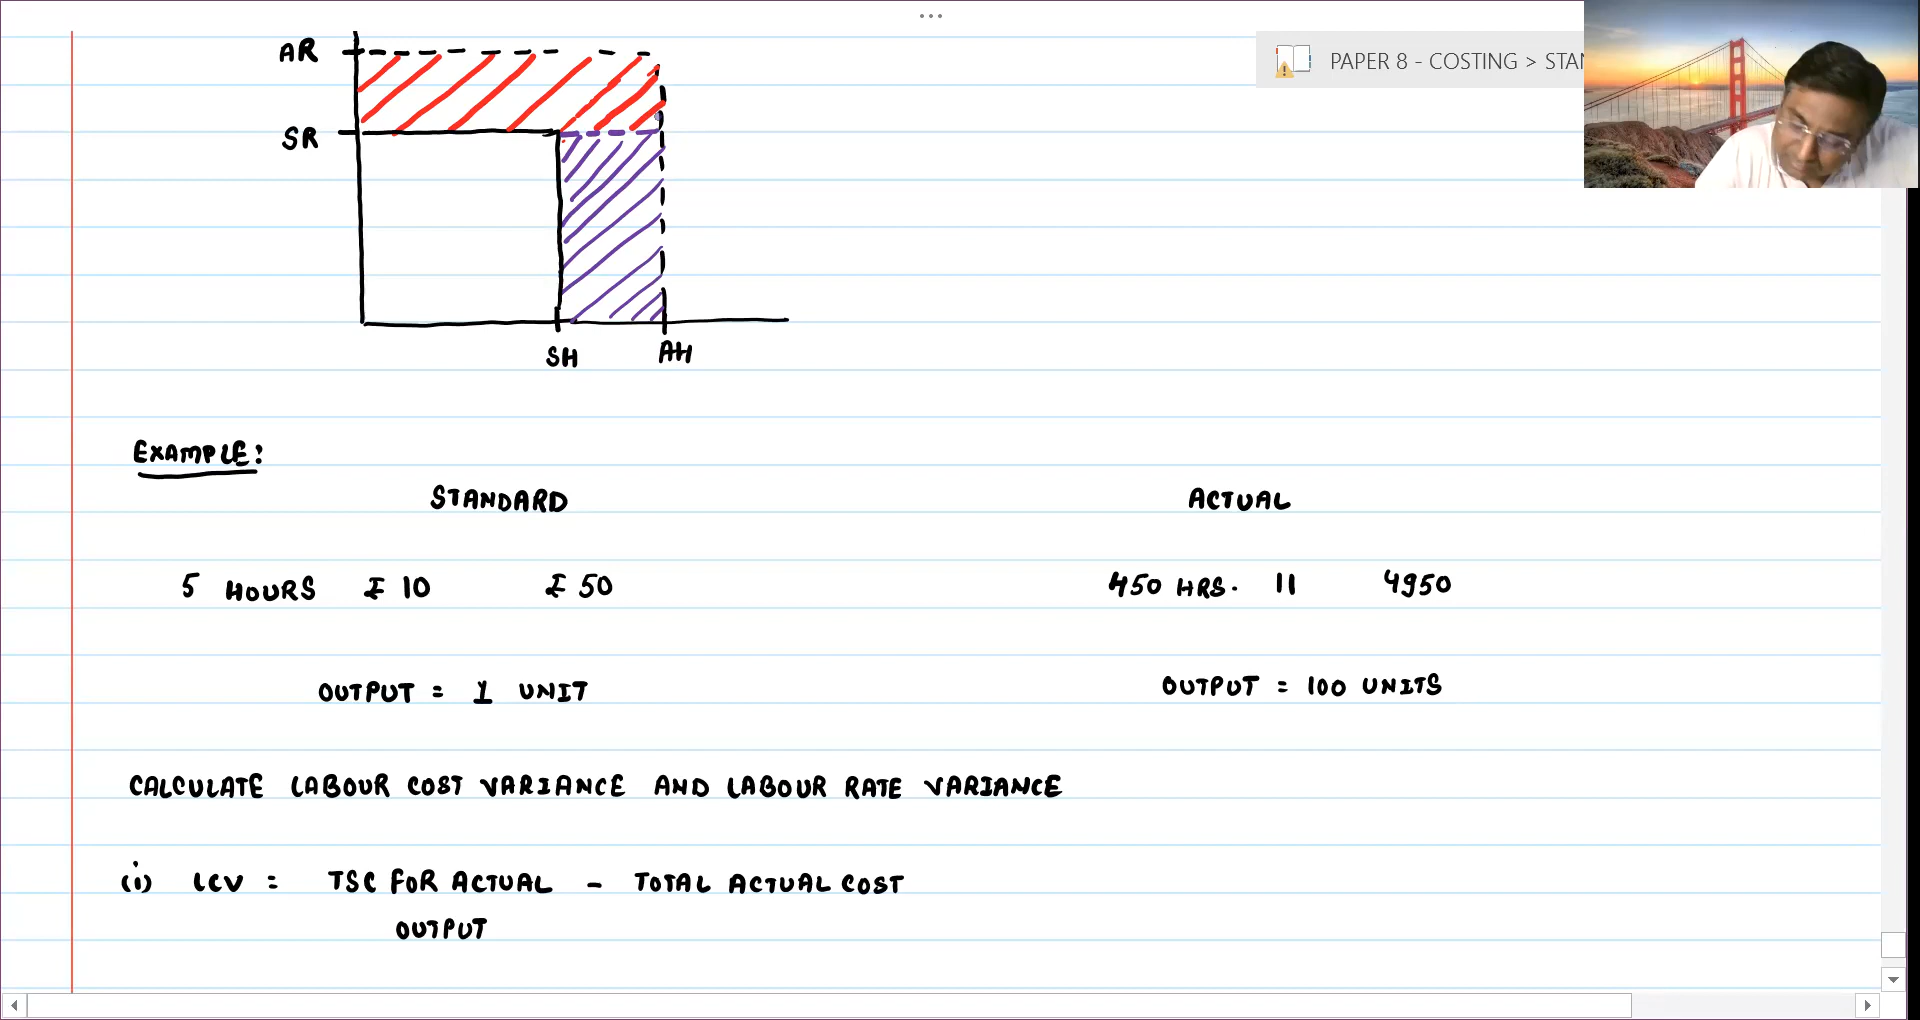 AR
PAPER 8 - COSTING > STAN
SR
SH AH
EXAMPLE:
STANDARD ACTUAL
5 HOURS ₹ 10 ₹ 50 450 HRS. 11 4950
OUTPUT = 1 UNIT OUTPUT = 100 UNITS
CALCULATE LABOUR COST VARIANCE AND LABOUR RATE VARIANCE
(i) LCV = TSC FOR ACTUAL - TOTAL ACTUAL COST
OUTPUT